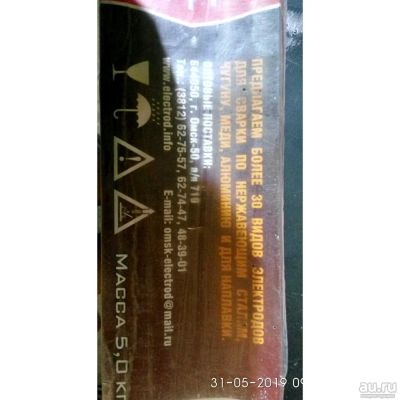 ПРЕДЛАГАЕМ БОЛЕЕ 30 ВИДОВ ЭЛЕКТРОДОВ
ДЛЯ СВАРКИ ПО НЕРЖАВЕЮЩИМ СТАЛЯМ,
ЧУГУНУ, МЕДИ, АЛЮМИНИЮ И ДЛЯ НАПЛАВКИ.
ОПТОВЫЕ ПОСТАВКИ:
644050, г. Омск-50, а/я 719
Тел.: (3812) 62-75-57, 62-74-47, 48-39-01
www.electrod.info, E-mail: omsk-electrod@mail.ru
МАССА 5,0 КГ
31-05-2019 09
au.ru